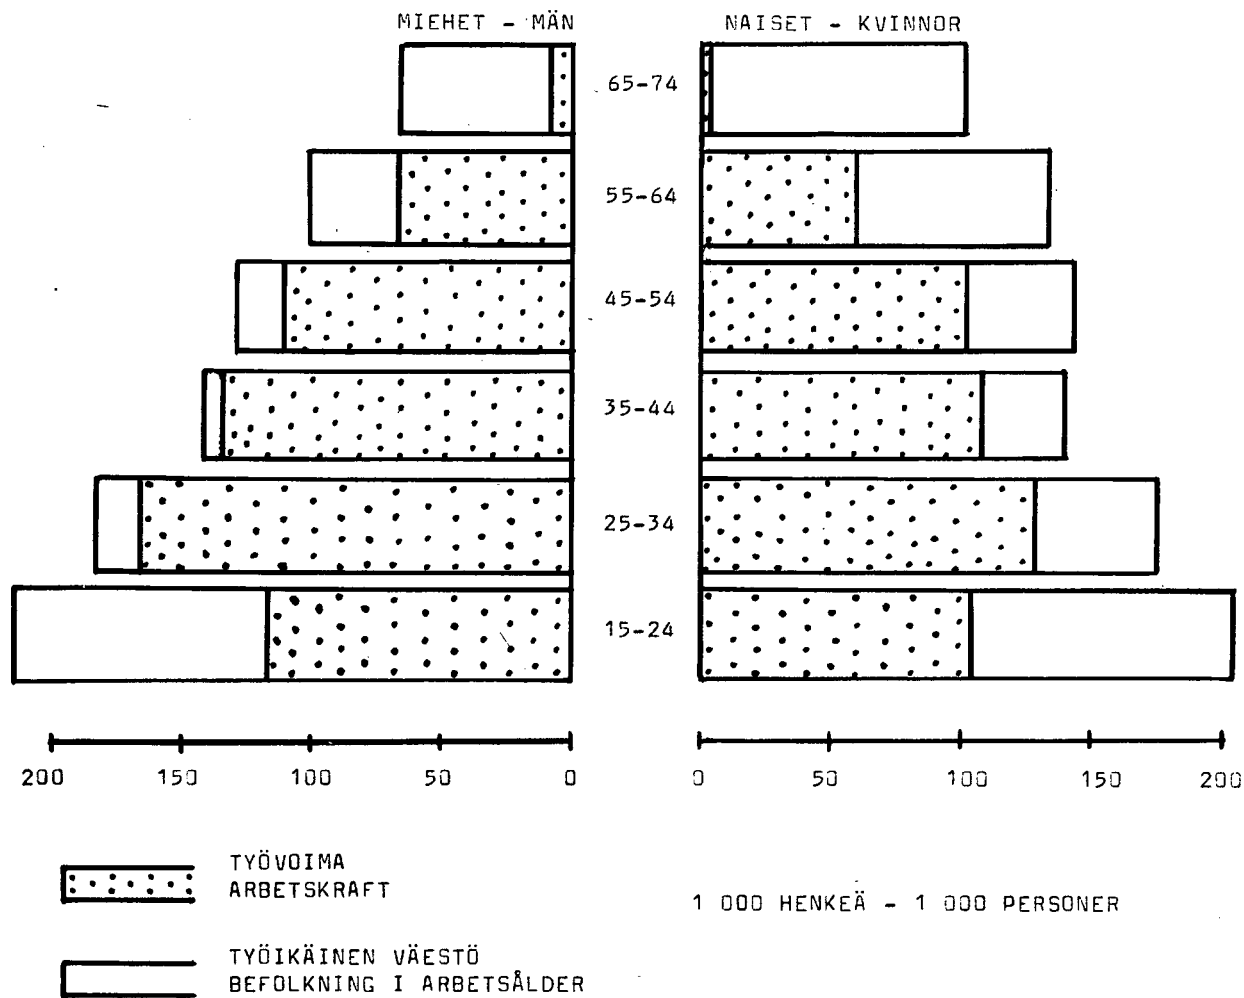 MIEHET - MÄN
NAISET - KVINNOR
65-74
55-64
45-54
35-44
25-34
15-24
200 150 100 50 0
0 50 100 150 200
TYÖVOIMA
ARBETSKRAFT
1 000 HENKEÄ - 1 000 PERSONER
TYÖIKÄINEN VÄESTÖ
BEFOLKNING I ARBETSÅLDER